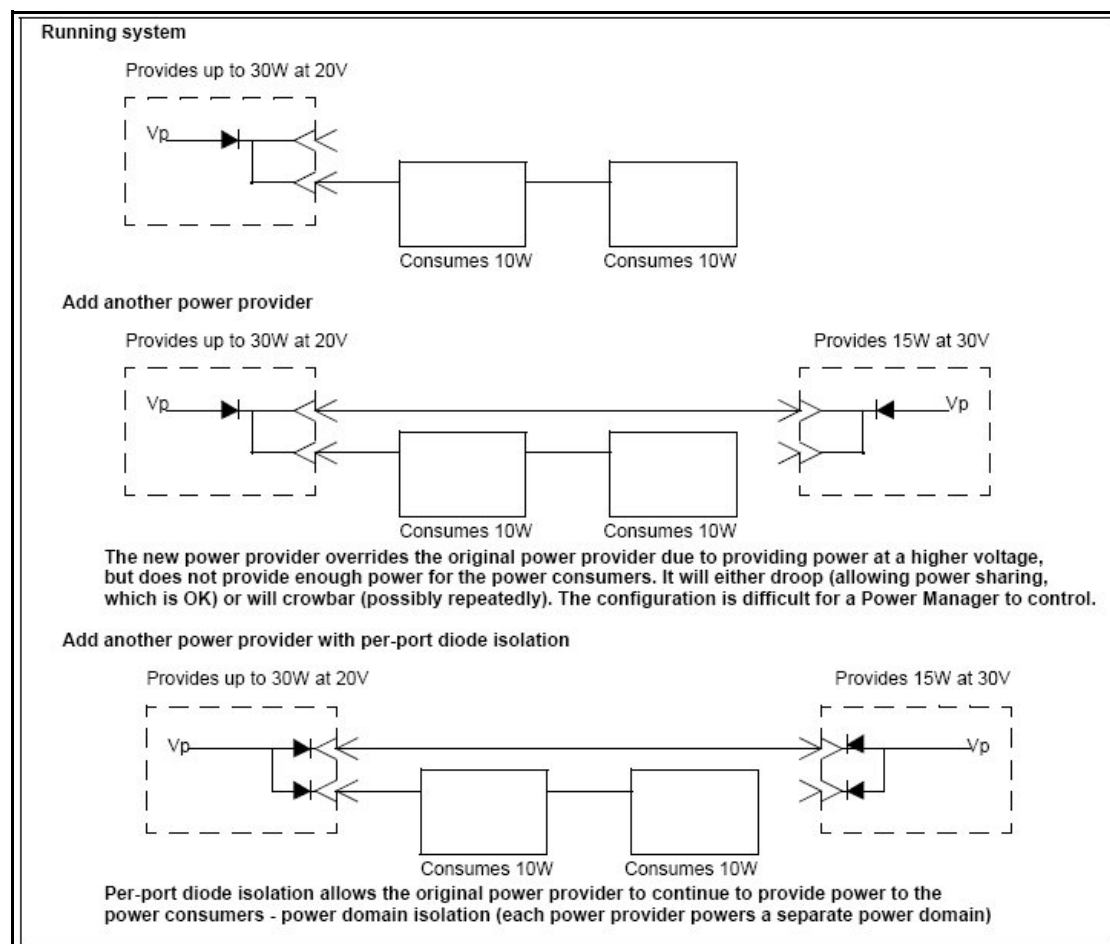 Running system
Provides up to 30W at 20V
Vp
Consumes 10W
Consumes 10W
Add another power provider
Provides up to 30W at 20V
Provides 15W at 30V
Vp
Vp
Consumes 10W
Consumes 10W
The new power provider overrides the original power provider due to providing power at a higher voltage,
but does not provide enough power for the power consumers. It will either droop (allowing power sharing,
which is OK) or will crowbar (possibly repeatedly). The configuration is difficult for a Power Manager to control.
Add another power provider with per-port diode isolation
Provides up to 30W at 20V
Provides 15W at 30V
Vp
Vp
Consumes 10W
Consumes 10W
Per-port diode isolation allows the original power provider to continue to provide power to the
power consumers - power domain isolation (each power provider powers a separate power domain)